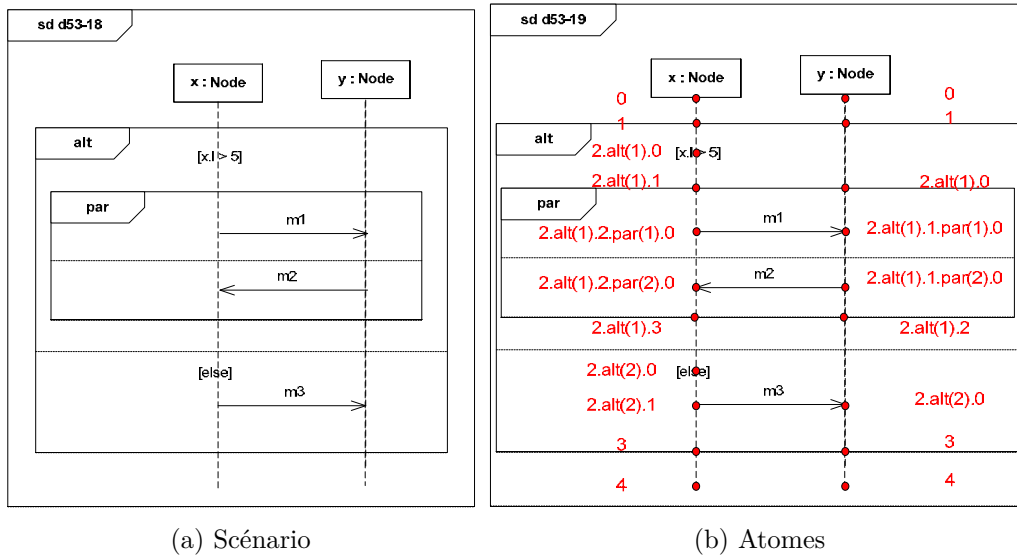 sd d53-18
x : Node
y : Node
alt
[x.l > 5]
par
m1
m2
[else]
m3
(a) Scénario
sd d53-19
x : Node
y : Node
0
0
1
1
alt
2.alt(1).0
[x.l > 5]
2.alt(1).1
2.alt(1).0
par
m1
2.alt(1).2.par(1).0
2.alt(1).1.par(1).0
m2
2.alt(1).2.par(2).0
2.alt(1).1.par(2).0
2.alt(1).3
2.alt(1).2
2.alt(2).0
[else]
m3
2.alt(2).1
2.alt(2).0
3
3
4
4
(b) Atomes